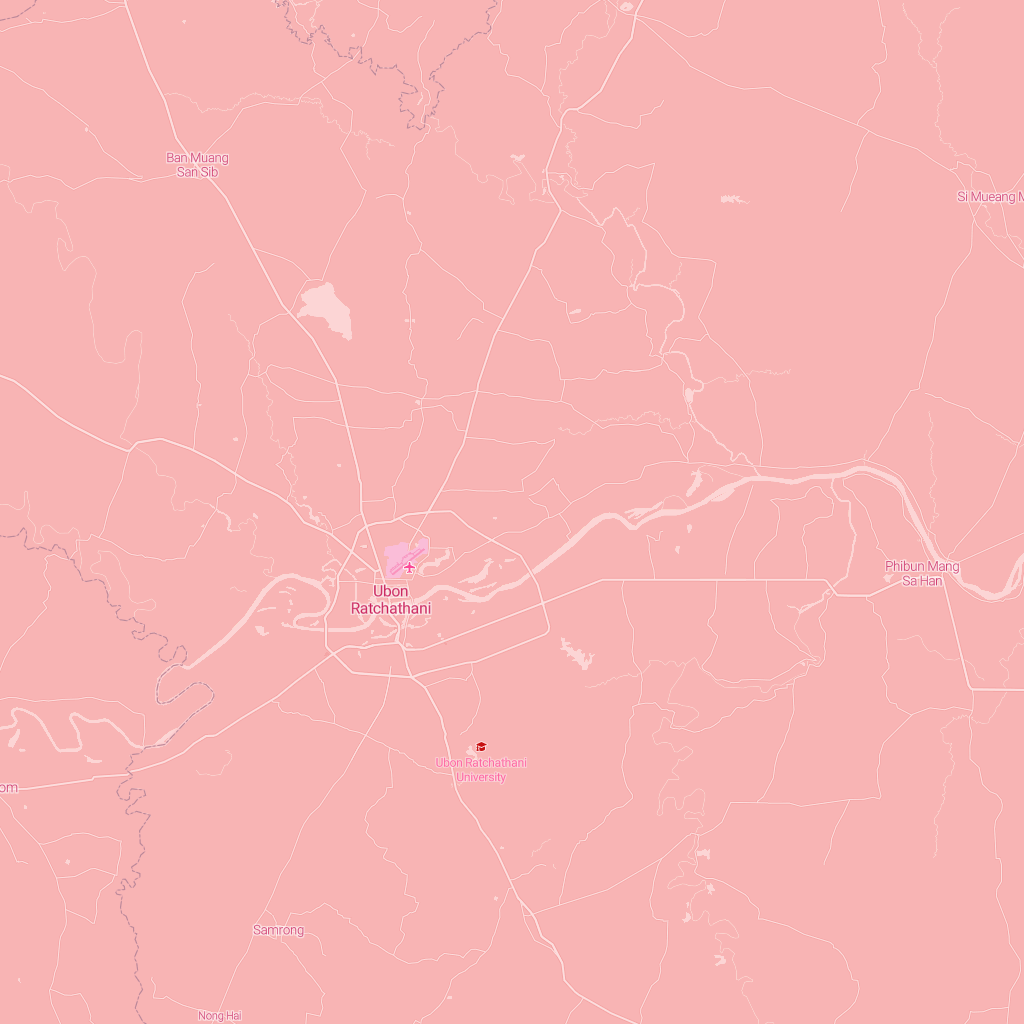 Ban Muang
San Sib
Si Mueang M
Phibun Mang
Sa Han
Ubon
Ratchathani
Ubon Ratchathani
University
om
Samrong
Nong Hai